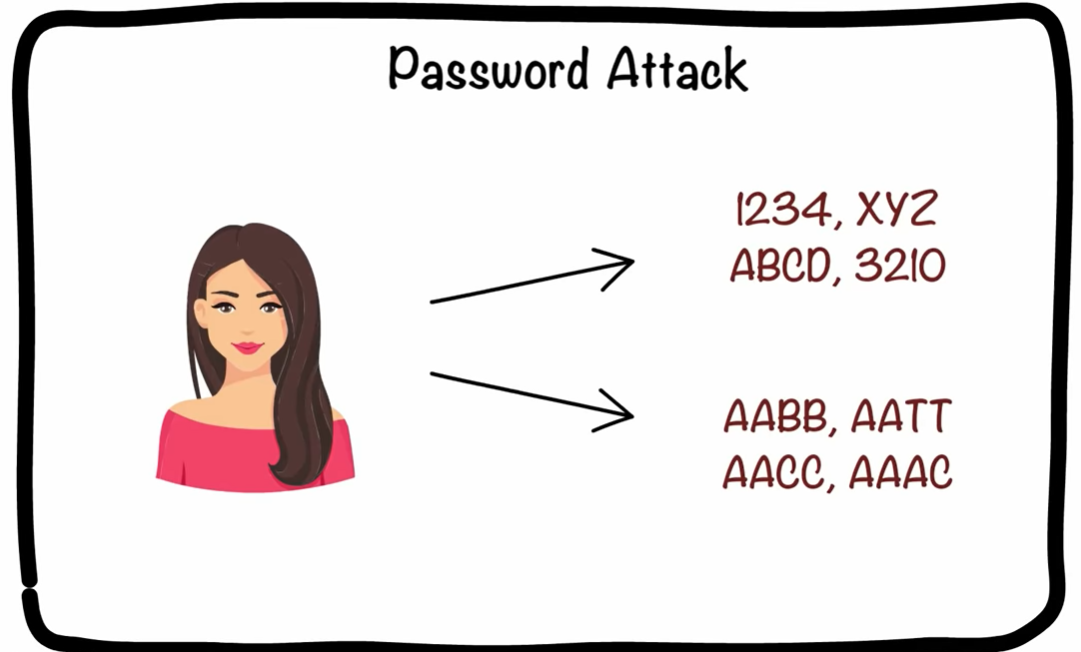 Password Attack
1234, XYZ
ABCD, 3210
AABB, AATT
AACC, AAAC